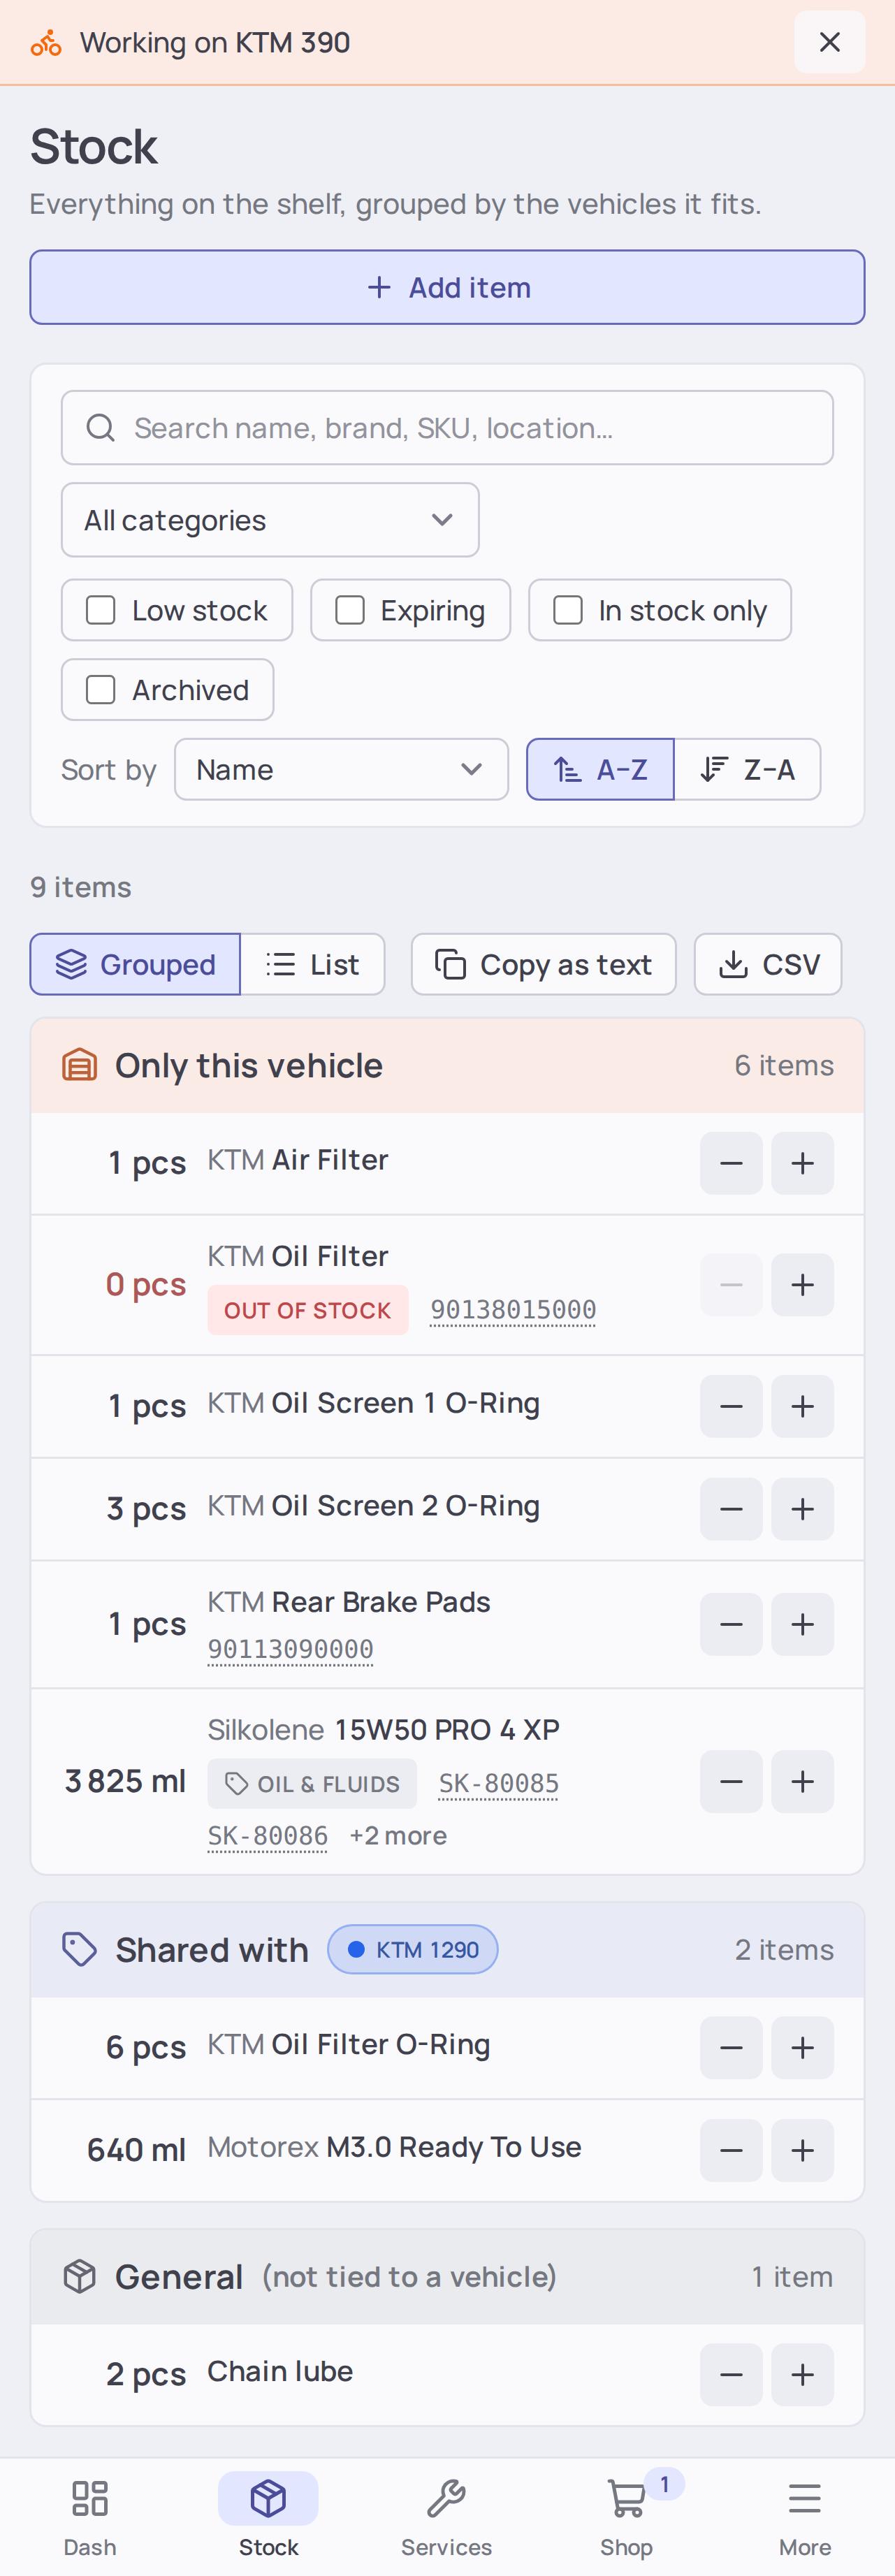 Working on KTM 390
Stock
Everything on the shelf, grouped by the vehicles it fits.
Add item
Search name, brand, SKU, location…
All categories
Low stock Expiring In stock only
Archived
Sort by Name A–Z Z–A
9 items
Grouped List Copy as text CSV
Only this vehicle 6 items
1 pcs KTM Air Filter
0 pcs KTM Oil Filter
OUT OF STOCK 90138015000
1 pcs KTM Oil Screen 1 O-Ring
3 pcs KTM Oil Screen 2 O-Ring
1 pcs KTM Rear Brake Pads
90113090000
3 825 ml Silkolene 15W50 PRO 4 XP
OIL & FLUIDS SK-80085
SK-80086 +2 more
Shared with KTM 1290 2 items
6 pcs KTM Oil Filter O-Ring
640 ml Motorex M3.0 Ready To Use
General (not tied to a vehicle) 1 item
2 pcs Chain lube
1
Dash Stock Services Shop More